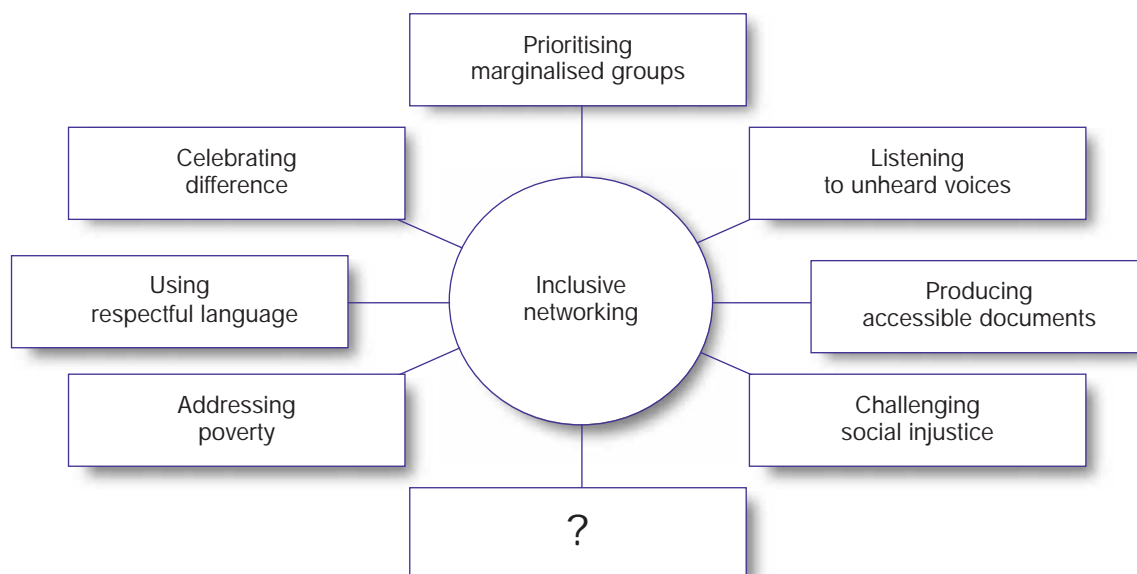 Prioritising
marginalised groups
Celebrating
difference
Listening
to unheard voices
Using
respectful language
Inclusive
networking
Producing
accessible documents
Addressing
poverty
Challenging
social injustice
?